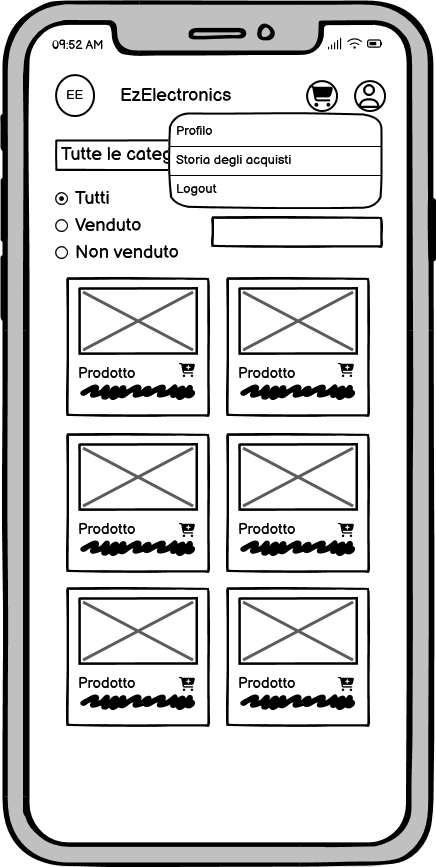 09:52 AM
EE
EzElectronics
Profilo
Storia degli acquisti
Logout
Tutte le categ
Tutti
Venduto
Non venduto
Prodotto
Prodotto
Prodotto
Prodotto
Prodotto
Prodotto